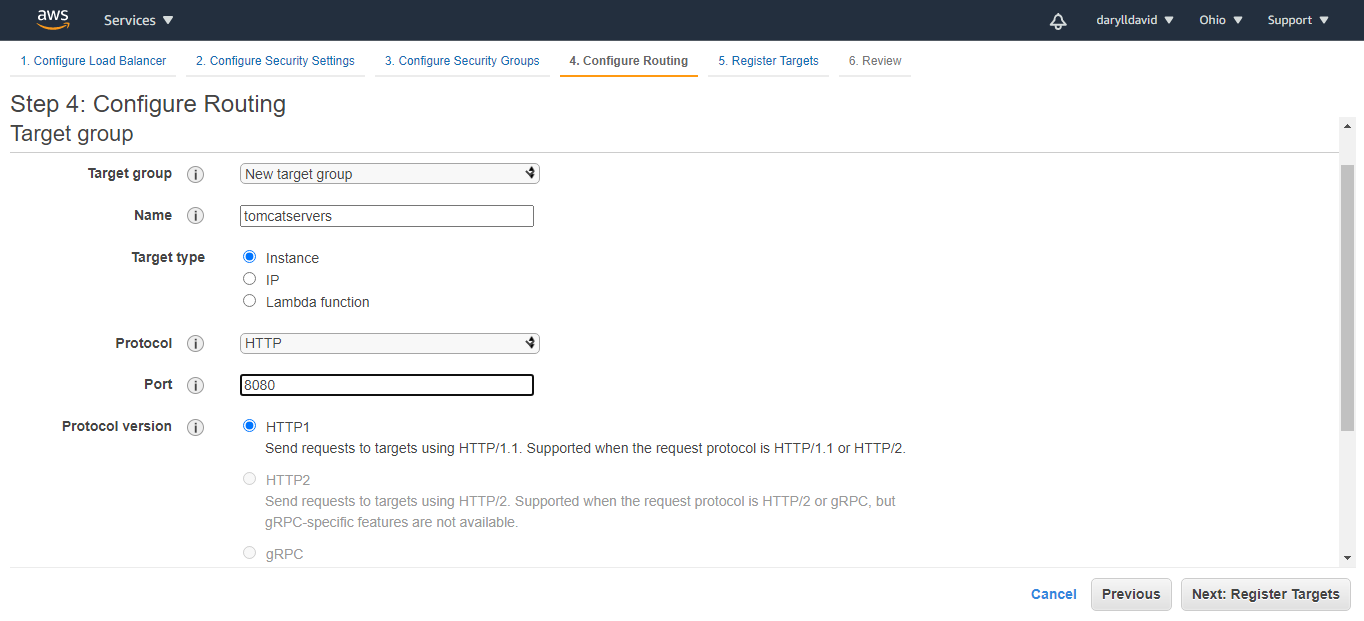 aws Services darylldavid Ohio Support
1. Configure Load Balancer 2. Configure Security Settings 3. Configure Security Groups 4. Configure Routing 5. Register Targets 6. Review
Step 4: Configure Routing
Target group
Target group i New target group
Name i tomcatservers
Target type Instance
IP
Lambda function
Protocol i HTTP
Port i 8080
Protocol version i HTTP1
Send requests to targets using HTTP/1.1. Supported when the request protocol is HTTP/1.1 or HTTP/2.
HTTP2
Send requests to targets using HTTP/2. Supported when the request protocol is HTTP/2 or gRPC, but
gRPC-specific features are not available.
gRPC
Cancel Previous Next: Register Targets